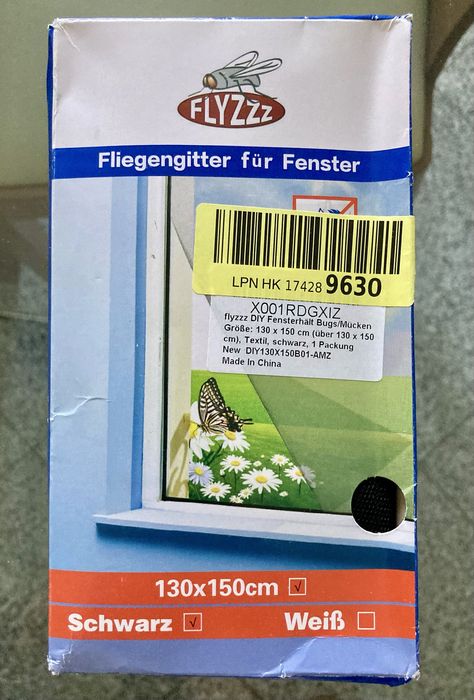 FLYZZZ
Fliegengitter für Fenster
LPN HK 17428 9630
X001RDGXIZ
flyzzz DIY Fensterhält Bugs/Mücken
Größe: 130 x 150 cm (über 130 x 150
cm), Textil, schwarz, 1 Packung
New DIY130X150B01-AMZ
Made In China
130x150cm
Schwarz Weiß